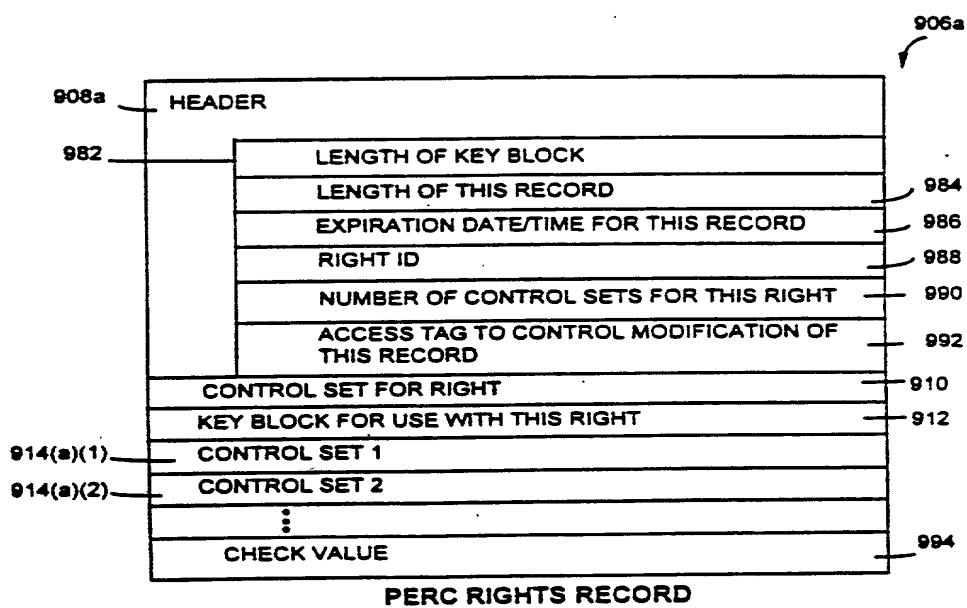 906a
908a HEADER
982 LENGTH OF KEY BLOCK
LENGTH OF THIS RECORD 984
EXPIRATION DATE/TIME FOR THIS RECORD 986
RIGHT ID 988
NUMBER OF CONTROL SETS FOR THIS RIGHT 990
ACCESS TAG TO CONTROL MODIFICATION OF
THIS RECORD 992
CONTROL SET FOR RIGHT 910
KEY BLOCK FOR USE WITH THIS RIGHT 912
914(a)(1) CONTROL SET 1
914(a)(2) CONTROL SET 2
CHECK VALUE 994
PERC RIGHTS RECORD